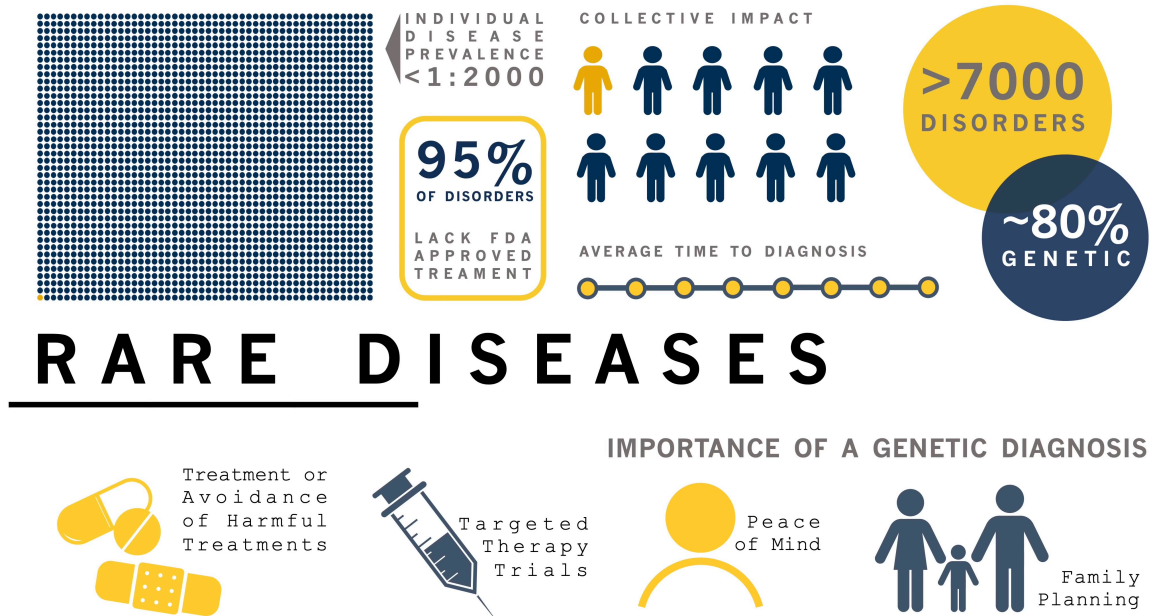 INDIVIDUAL
DISEASE
PREVALENCE
<1:2000
95%
OF DISORDERS
LACK FDA
APPROVED
TREAMENT
COLLECTIVE IMPACT
AVERAGE TIME TO DIAGNOSIS
>7000
DISORDERS
~80%
GENETIC
RARE DISEASES
IMPORTANCE OF A GENETIC DIAGNOSIS
Treatment or
Avoidance
of Harmful
Treatments
Targeted
Therapy
Trials
Peace
of Mind
Family
Planning